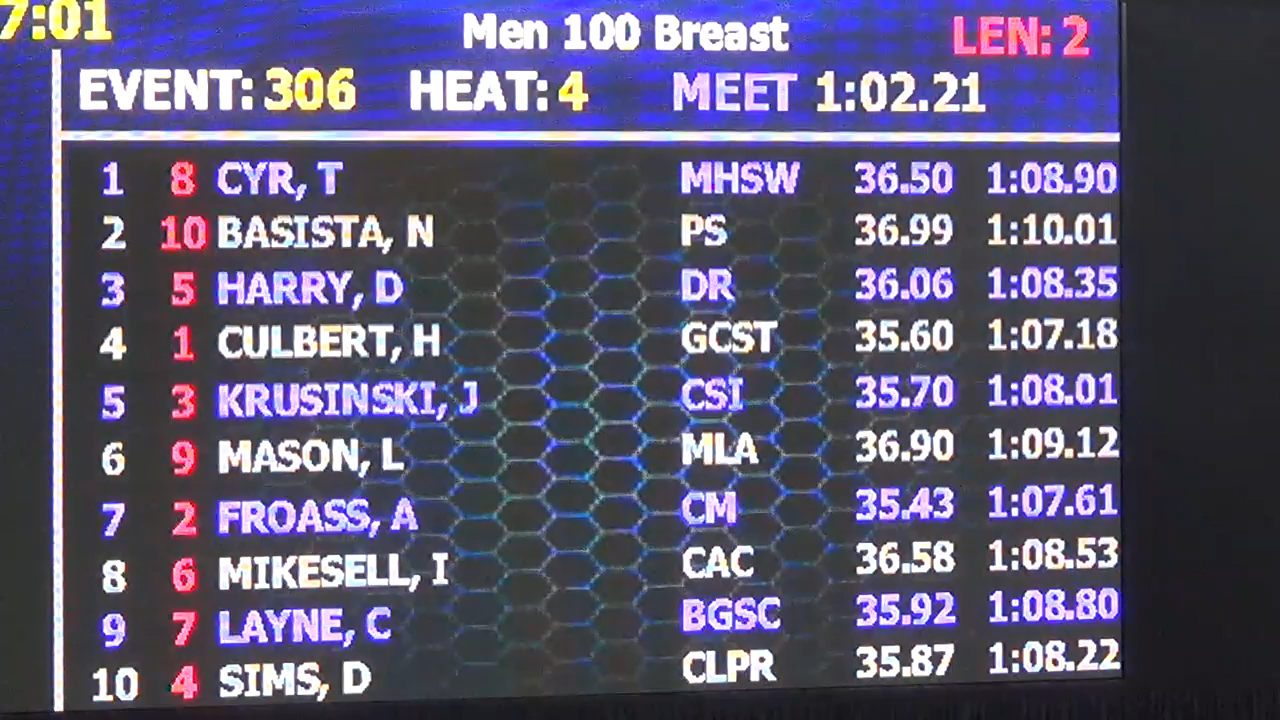 7:01
Men 100 Breast LEN: 2
EVENT: 306 HEAT: 4 MEET 1:02.21
1 8 CYR, T MHSW 36.50 1:08.90
2 10 BASISTA, N PS 36.99 1:10.01
3 5 HARRY, D DR 36.06 1:08.35
4 1 CULBERT, H GCST 35.60 1:07.18
5 3 KRUSINSKI, J CSI 35.70 1:08.01
6 9 MASON, L MLA 36.90 1:09.12
7 2 FROASS, A CM 35.43 1:07.61
8 6 MIKESELL, I CAC 36.58 1:08.53
9 7 LAYNE, C BGSC 35.92 1:08.80
10 4 SIMS, D CLPR 35.87 1:08.22